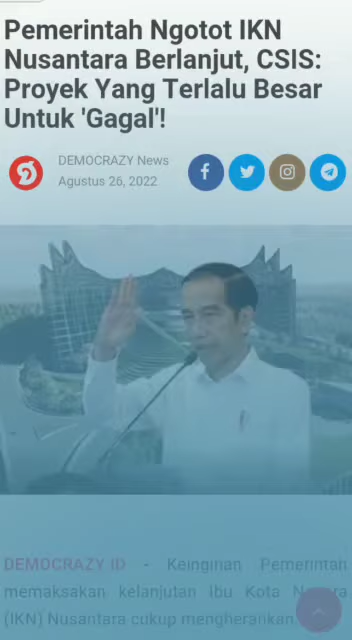 Pemerintah Ngotot IKN
Nusantara Berlanjut, CSIS:
Proyek Yang Terlalu Besar
Untuk 'Gagal'!
DEMOCRAZY News
Agustus 26, 2022
DEMOCRAZY ID - Keinginan Pemerintah
memaksakan kelanjutan Ibu Kota Negara
(IKN) Nusantara cukup mengherankan.